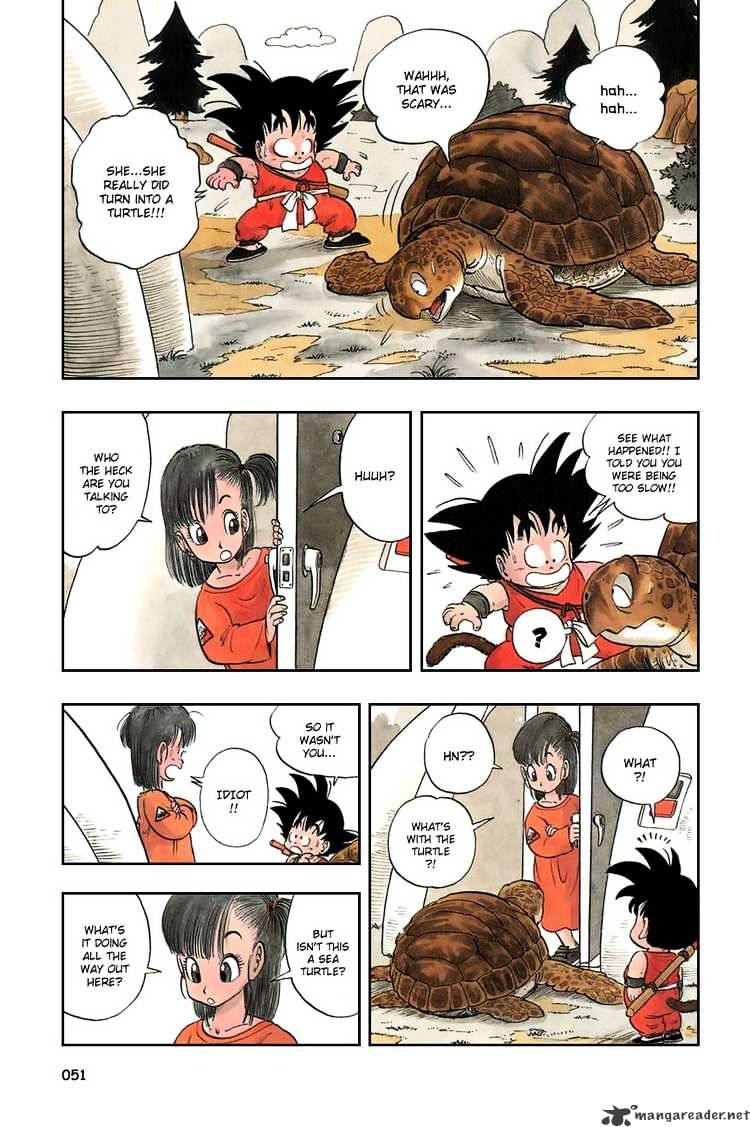 hah...
hah...
WAHHH,
THAT WAS
SCARY...
SHE...SHE
REALLY DID
TURN INTO A
TURTLE!!!
SEE WHAT
HAPPENED!! I
TOLD YOU YOU
WERE BEING
TOO SLOW!!
?
HUUH?
WHO
THE HECK
ARE YOU
TALKING
TO?
WHAT
?!
HN??
WHAT'S
WITH THE
TURTLE
?!
SO IT
WASN'T
YOU...
IDIOT
!!
BUT
ISN'T THIS
A SEA
TURTLE?
WHAT'S
IT DOING
ALL THE
WAY OUT
HERE?
051
mangareader.net